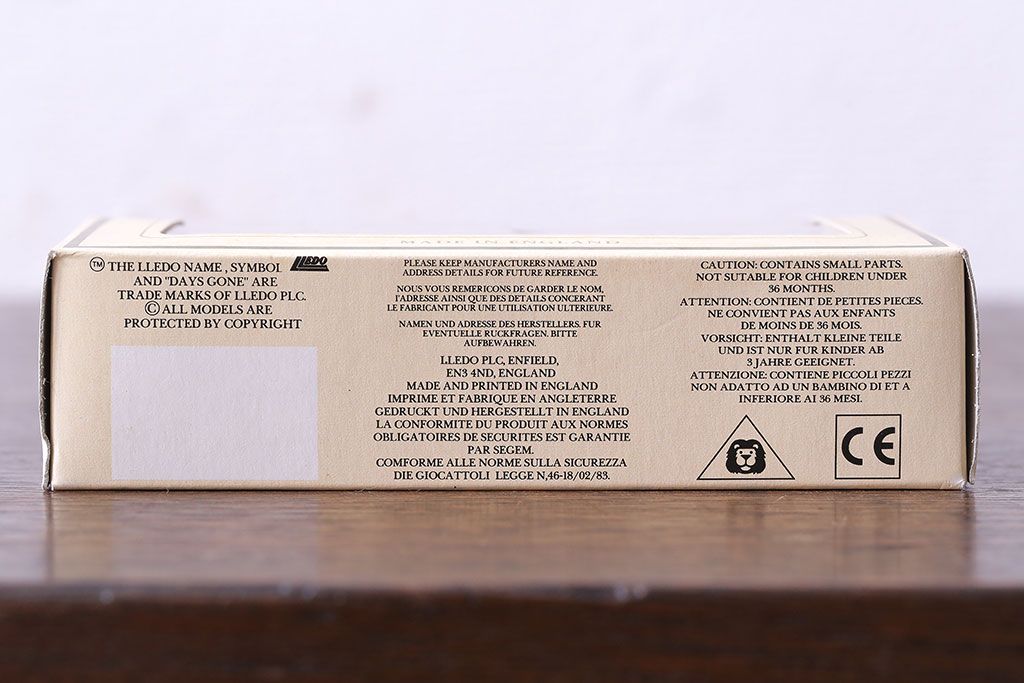 MADE IN ENGLAND
™ THE LLEDO NAME, SYMBOL LLEDO
AND "DAYS GONE" ARE
TRADE MARKS OF LLEDO PLC.
© ALL MODELS ARE
PROTECTED BY COPYRIGHT
PLEASE KEEP MANUFACTURERS NAME AND
ADDRESS DETAILS FOR FUTURE REFERENCE.
NOUS VOUS REMERICONS DE GARDER LE NOM,
I'ADRESSE AINSI QUE DES DETAILS CONCERANT
LE FABRICANT POUR UNE UTILISATION ULTERIEURE.
NAMEN UND ADRESSE DES HERSTELLERS. FUR
EVENTUELLE RUCKFRAGEN. BITTE
AUFBEWAHREN.
LLEDO PLC, ENFIELD,
EN3 4ND, ENGLAND
MADE AND PRINTED IN ENGLAND
IMPRIME ET FABRIQUE EN ANGLETERRE
GEDRUCKT UND HERGESTELLT IN ENGLAND
LA CONFORMITE DU PRODUIT AUX NORMES
OBLIGATOIRES DE SECURITES EST GARANTIE
PAR SEGEM.
COMFORME ALLE NORME SULLA SICUREZZA
DIE GIOCATTOLI LEGGE N,46-18/02/83.
CAUTION: CONTAINS SMALL PARTS.
NOT SUITABLE FOR CHILDREN UNDER
36 MONTHS.
ATTENTION: CONTIENT DE PETITES PIECES.
NE CONVIENT PAS AUX ENFANTS
DE MOINS DE 36 MOIS.
VORSICHT: ENTHALT KLEINE TEILE
UND IST NUR FUR KINDER AB
3 JAHRE GEEIGNET.
ATTENZIONE: CONTIENE PICCOLI PEZZI
NON ADATTO AD UN BAMBINO DI ET A
INFERIORE AI 36 MESI.
CE